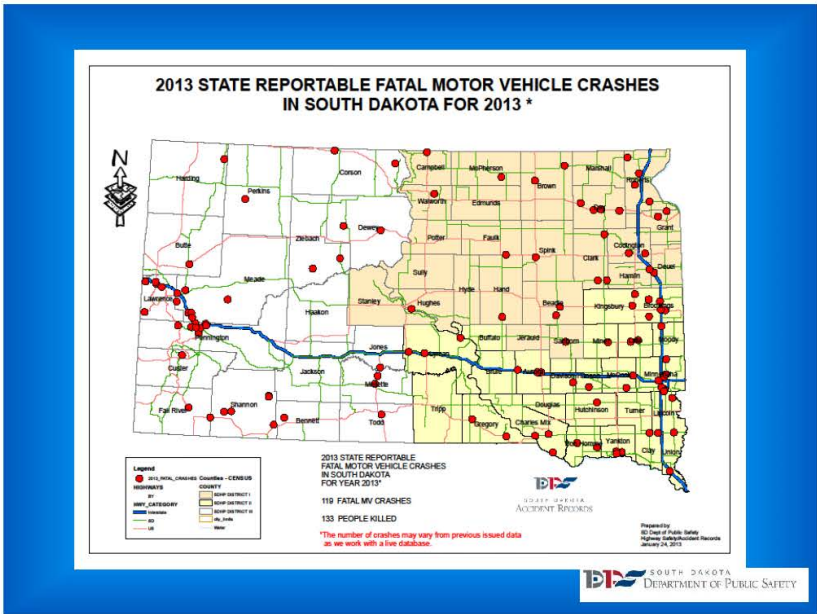 2013 STATE REPORTABLE FATAL MOTOR VEHICLE CRASHES
IN SOUTH DAKOTA FOR 2013 *
N
Harding
Perkins
Corson
Campbell
McPherson
Brown
Marshall
Roberts
Walworth
Edmunds
Day
Grant
Butte
Ziebach
Dewey
Potter
Faulk
Spink
Clark
Codington
Meade
Sully
Hyde
Hand
Hamlin
Deuel
Lawrence
Stanley
Hughes
Beadle
Kingsbury
Brookings
Haakon
Pennington
Jones
Lyman
Buffalo
Jerauld
Sanborn
Miner
Lake
Moody
Custer
Jackson
Mellette
Brule
Aurora
Davison
McCook
Minnehaha
Fall River
Shannon
Bennett
Todd
Tripp
Gregory
Charles Mix
Douglas
Hutchinson
Turner
Lincoln
Bon Homme
Yankton
Clay
Union
Legend
2013_FATAL_CRASHES
HIGHWAYS
BY
HWY_CATEGORY
Interstate
SD
US
Counties - CENSUS
COUNTY
SDHP DISTRICT I
SDHP DISTRICT II
SDHP DISTRICT III
city_limits
Water
2013 STATE REPORTABLE
FATAL MOTOR VEHICLE CRASHES
IN SOUTH DAKOTA
FOR YEAR 2013*
119 FATAL MV CRASHES
133 PEOPLE KILLED
*The number of crashes may vary from previous issued data
as we work with a live database.
DPS
SOUTH DAKOTA
ACCIDENT RECORDS
Prepared by
SD Dept of Public Safety
Highway Safety/Accident Records
January 24, 2013
DPS
SOUTH DAKOTA
DEPARTMENT OF PUBLIC SAFETY